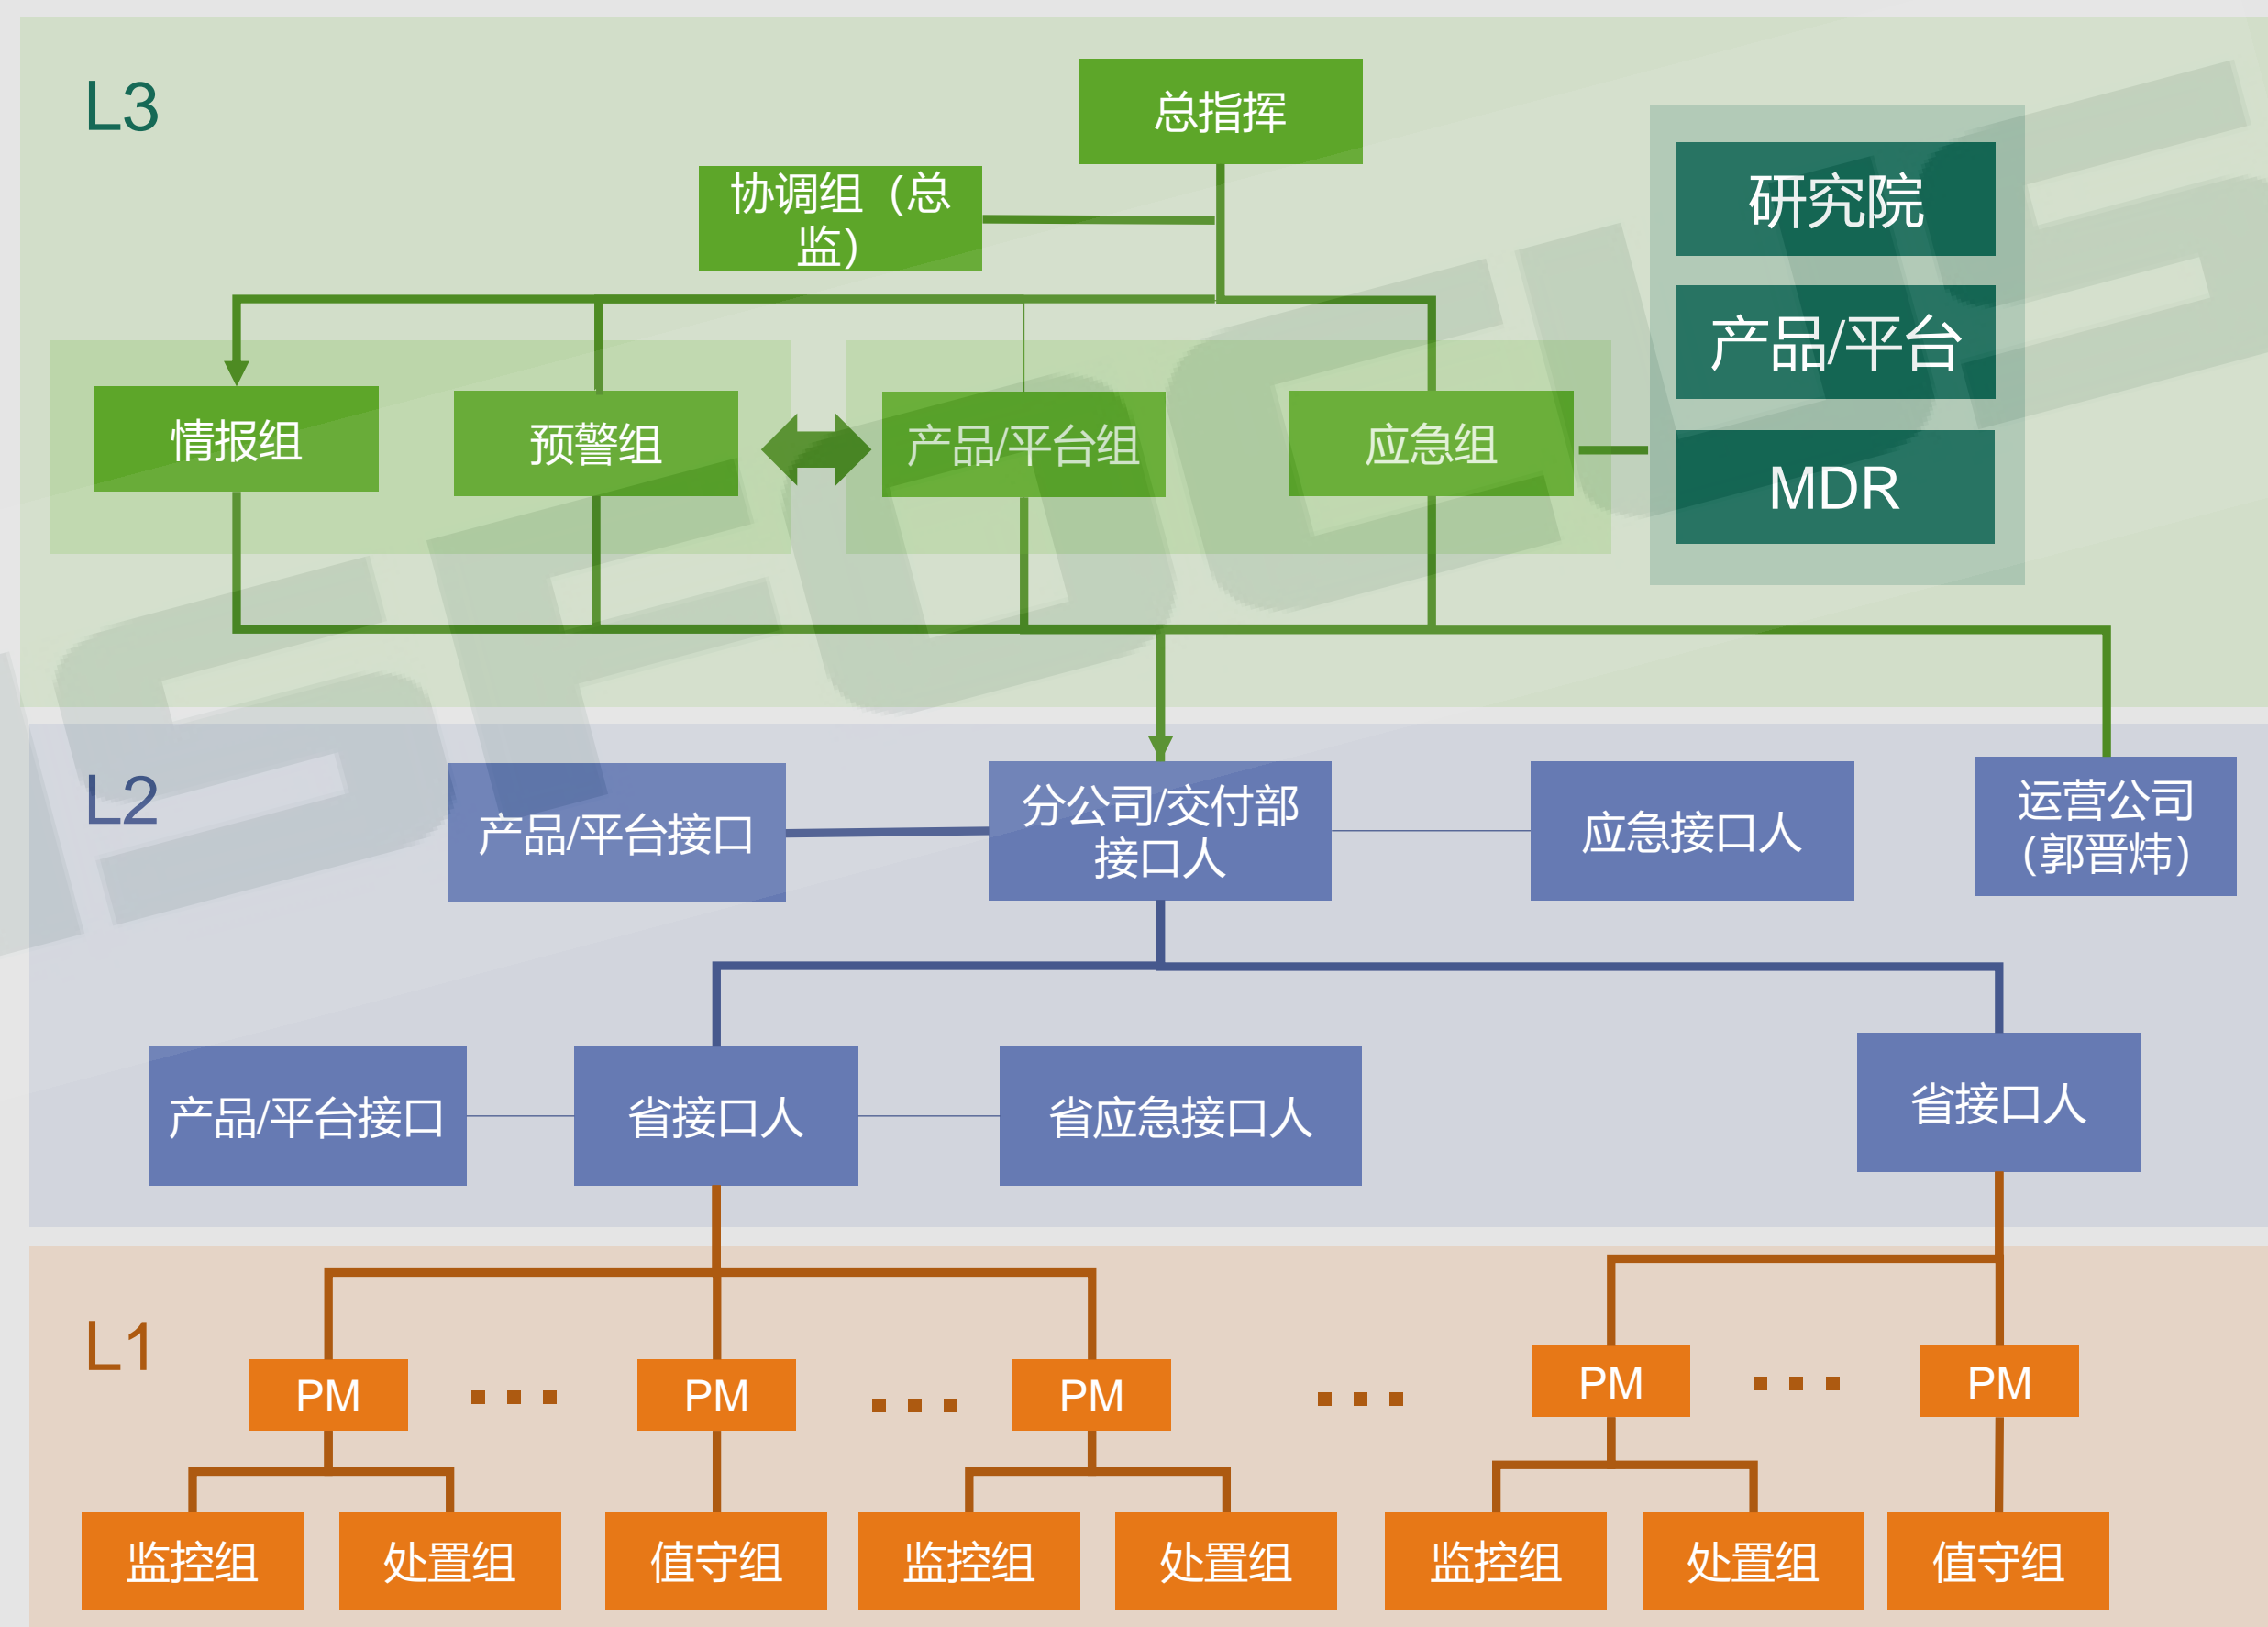 L3
总指挥
协调组（总
监）
研究院
产品/平台
MDR
情报组
预警组
产品/平台组
应急组
L2
产品/平台接口
分公司/交付部
接口人
应急接口人
运营公司
(郭晋炜)
产品/平台接口
省接口人
省应急接口人
省接口人
L1
PM
PM
PM
PM
PM
监控组
处置组
值守组
监控组
处置组
监控组
处置组
值守组